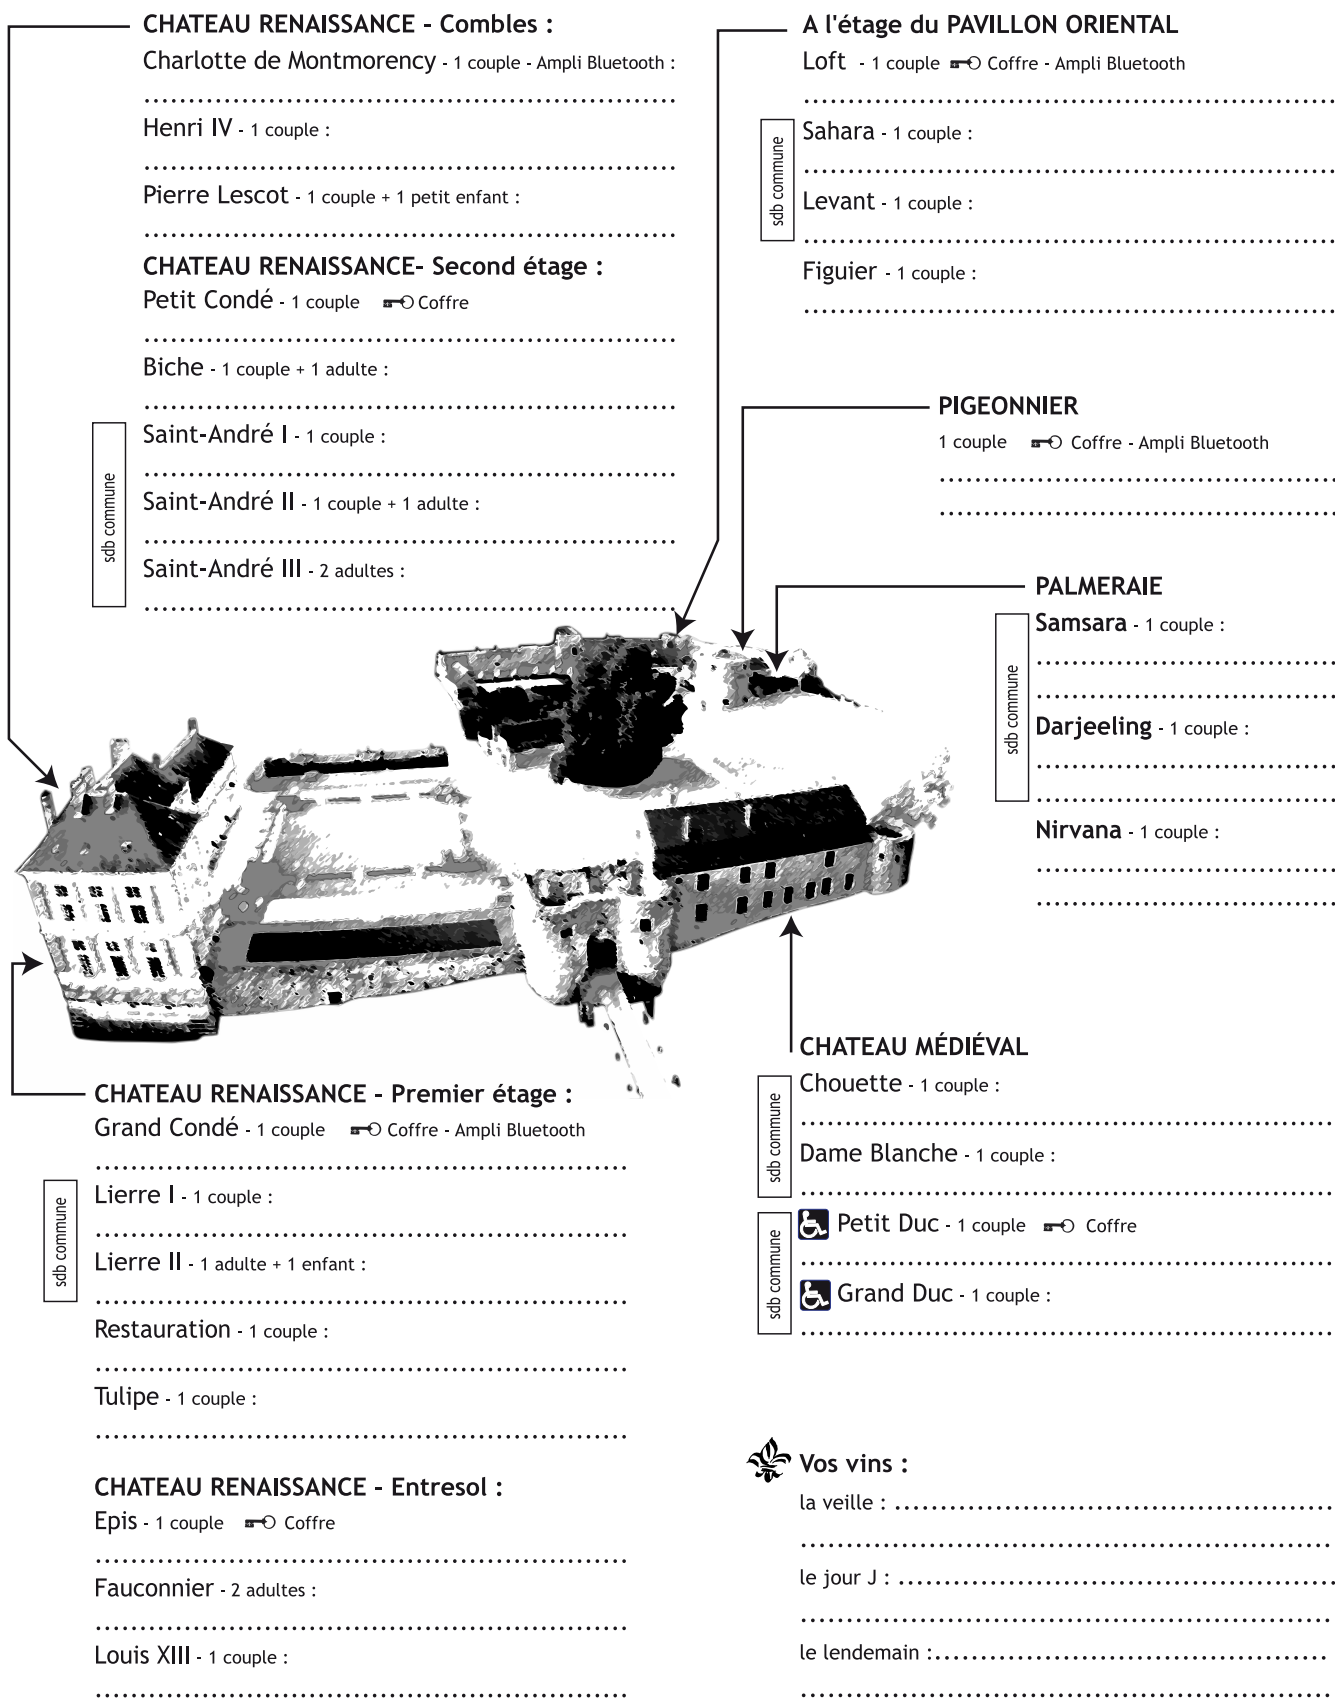 CHATEAU RENAISSANCE - Combles :
Charlotte de Montmorency - 1 couple - Ampli Bluetooth :
Henri IV - 1 couple :
Pierre Lescot - 1 couple + 1 petit enfant :
CHATEAU RENAISSANCE- Second étage :
Petit Condé - 1 couple Coffre
Biche - 1 couple + 1 adulte :
sdb commune
Saint-André I - 1 couple :
Saint-André II - 1 couple + 1 adulte :
Saint-André III - 2 adultes :
A l'étage du PAVILLON ORIENTAL
Loft - 1 couple Coffre - Ampli Bluetooth
sdb commune
Sahara - 1 couple :
Levant - 1 couple :
Figuier - 1 couple :
PIGEONNIER
1 couple Coffre - Ampli Bluetooth
PALMERAIE
sdb commune
Samsara - 1 couple :
Darjeeling - 1 couple :
Nirvana - 1 couple :
CHATEAU RENAISSANCE - Premier étage :
Grand Condé - 1 couple Coffre - Ampli Bluetooth
sdb commune
Lierre I - 1 couple :
Lierre II - 1 adulte + 1 enfant :
Restauration - 1 couple :
Tulipe - 1 couple :
CHATEAU RENAISSANCE - Entresol :
Epis - 1 couple Coffre
Fauconnier - 2 adultes :
Louis XIII - 1 couple :
CHATEAU MÉDIÉVAL
sdb commune
Chouette - 1 couple :
Dame Blanche - 1 couple :
sdb commune
Petit Duc - 1 couple Coffre
Grand Duc - 1 couple :
Vos vins :
la veille : ................................................
le jour J : ................................................
le lendemain :............................................